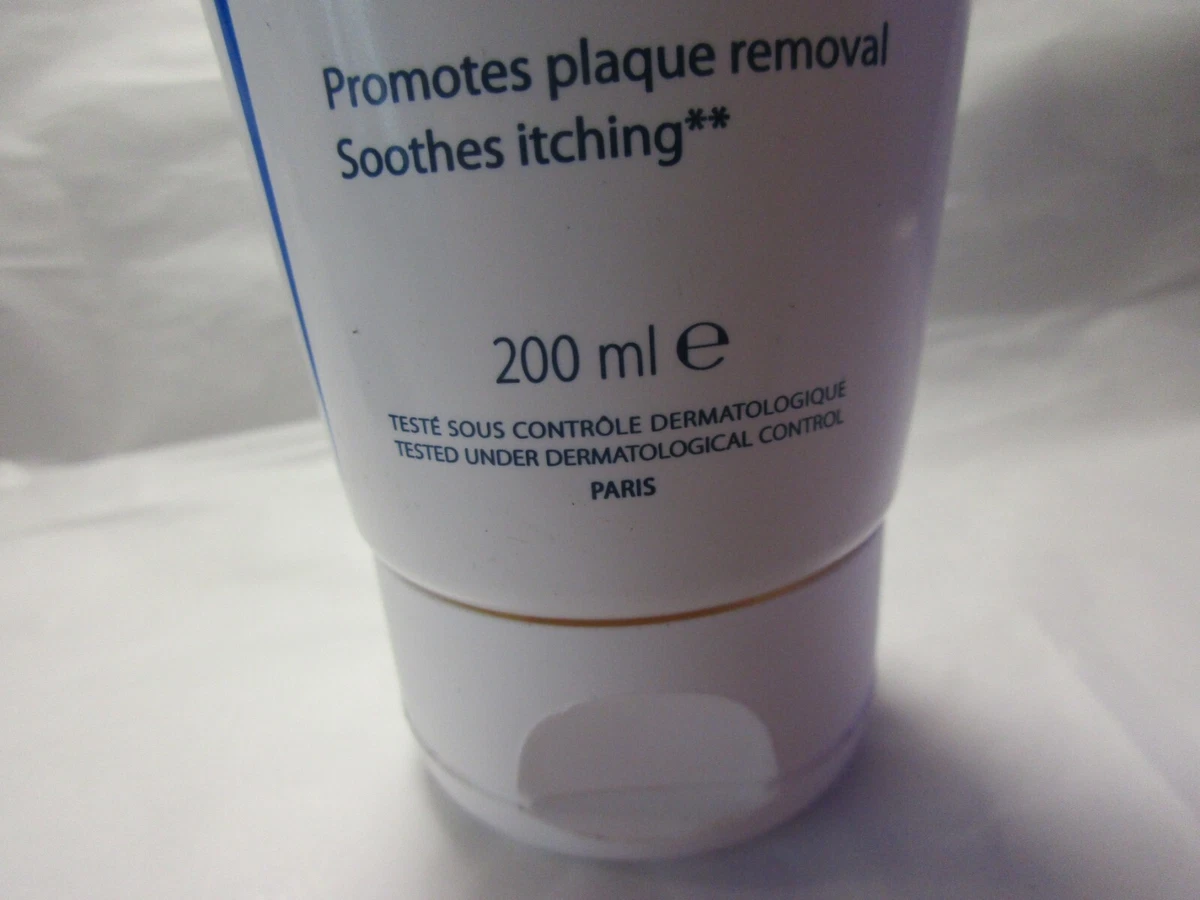 Promotes plaque removal
Soothes itching**
200 ml ℮
TESTÉ SOUS CONTRÔLE DERMATOLOGIQUE
TESTED UNDER DERMATOLOGICAL CONTROL
PARIS